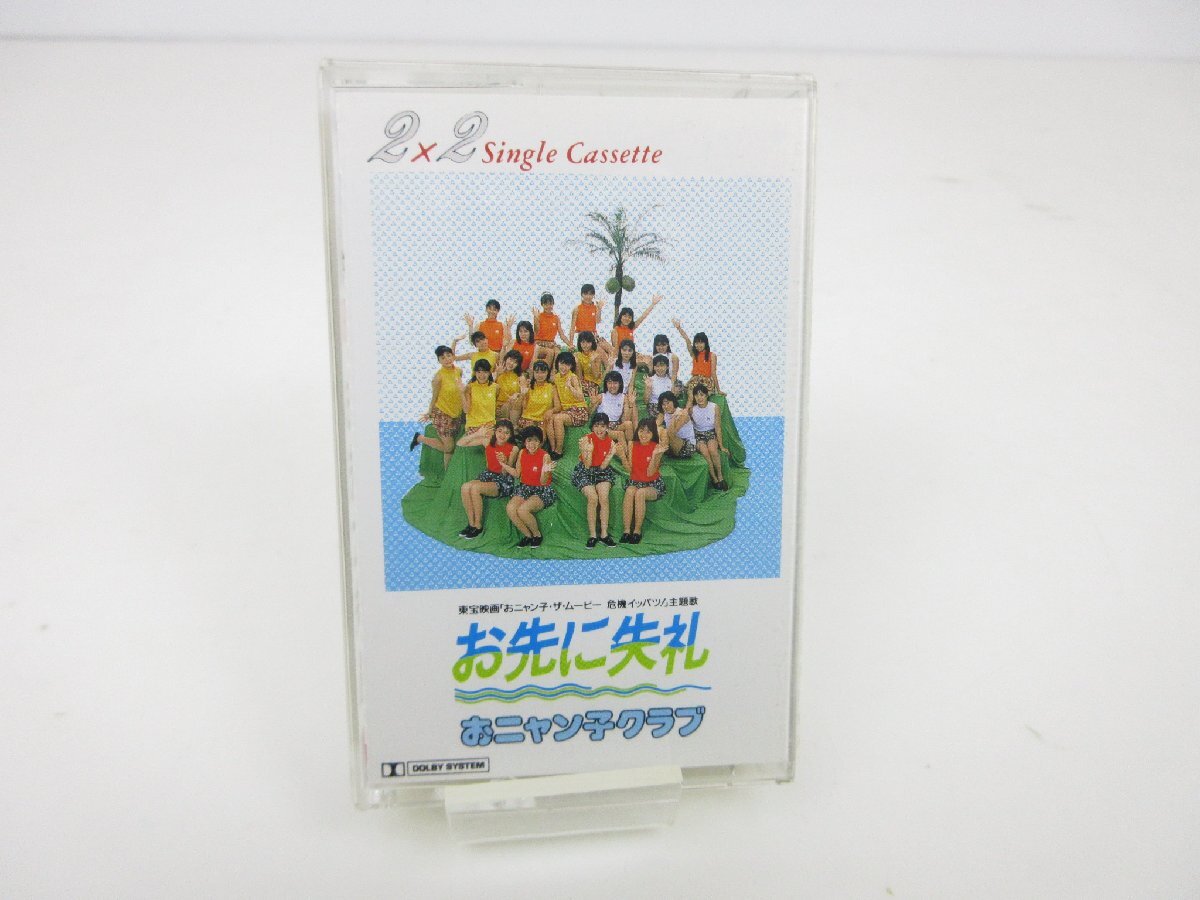 2×2 Single Cassette
東宝映画「おニャン子・ザ・ムービー 危機イッパツ!」主題歌
お先に失礼
おニャン子クラブ
DOLBY SYSTEM